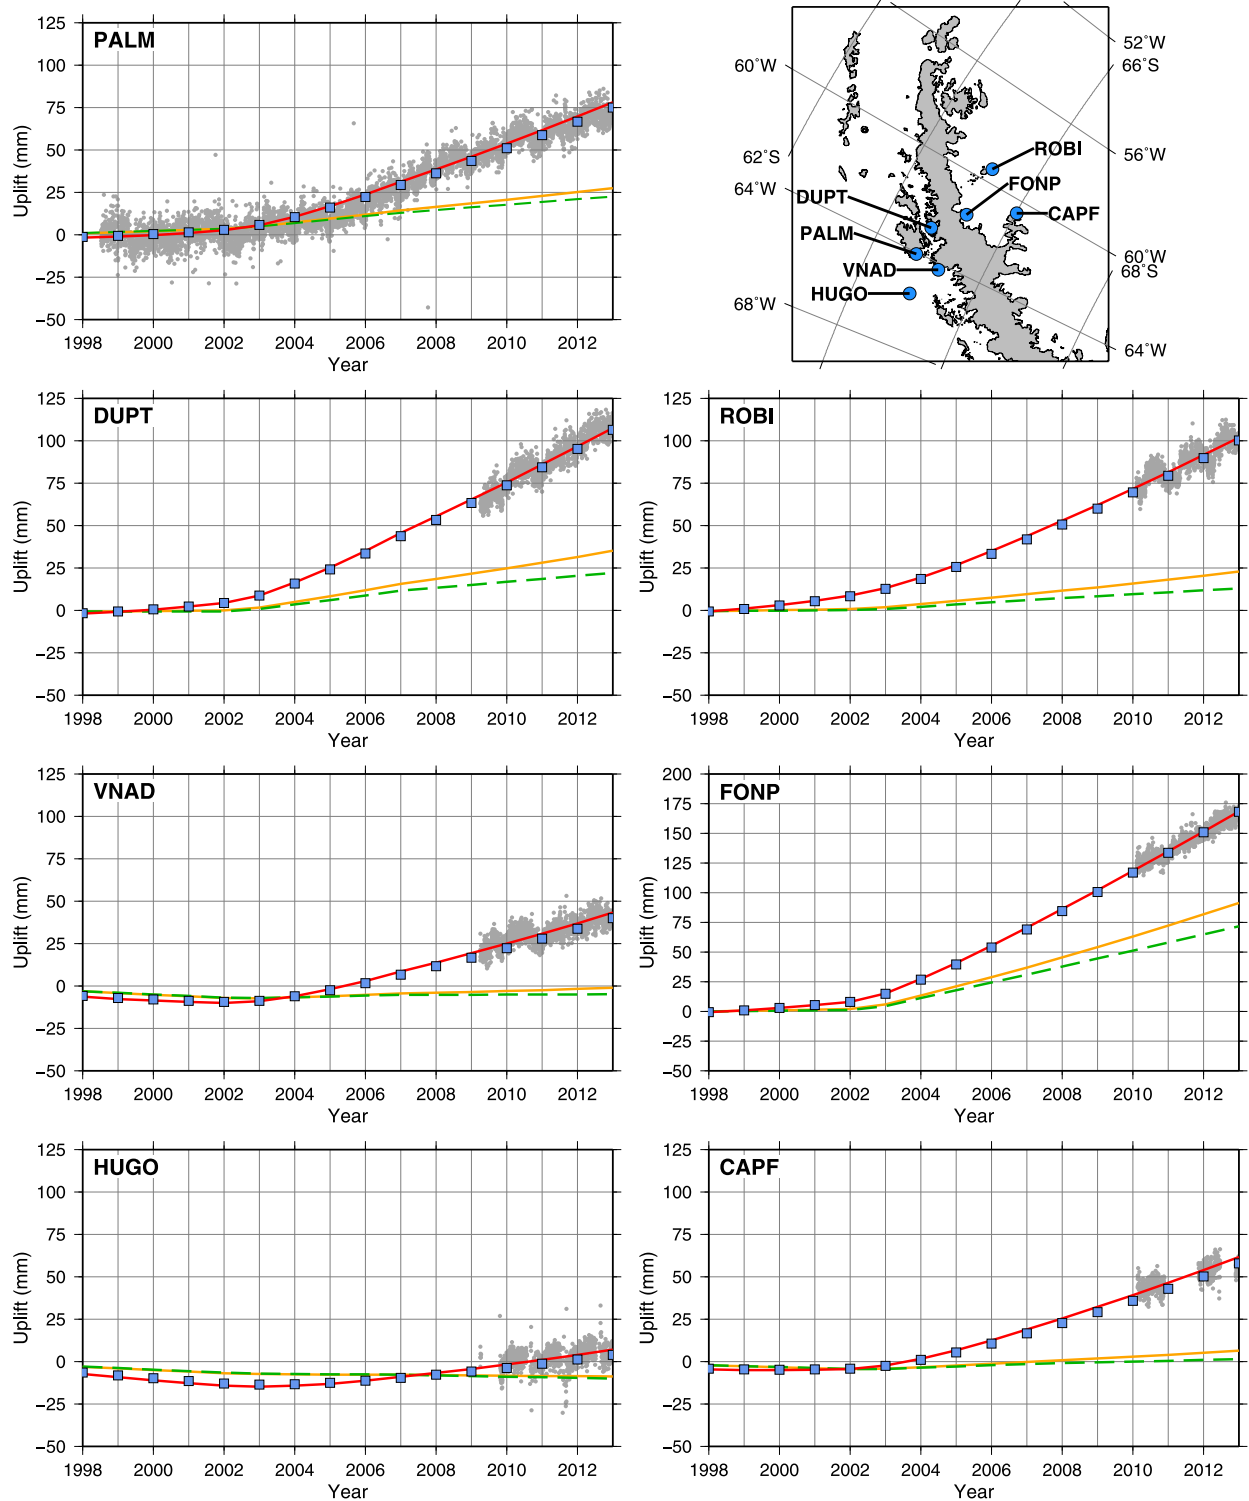 PALM
125
100
75
50
25
0
−25
−50
Uplift (mm)
1998 2000 2002 2004 2006 2008 2010 2012
Year
52˚W
66˚S
60˚W
56˚W
62˚S
64˚W
60˚W
68˚S
68˚W
64˚W
ROBI
FONP
DUPT
CAPF
PALM
VNAD
HUGO
DUPT
125
100
75
50
25
0
−25
−50
Uplift (mm)
1998 2000 2002 2004 2006 2008 2010 2012
Year
ROBI
125
100
75
50
25
0
−25
−50
Uplift (mm)
1998 2000 2002 2004 2006 2008 2010 2012
Year
VNAD
125
100
75
50
25
0
−25
−50
Uplift (mm)
1998 2000 2002 2004 2006 2008 2010 2012
Year
FONP
200
175
150
125
100
75
50
25
0
−25
−50
Uplift (mm)
1998 2000 2002 2004 2006 2008 2010 2012
Year
HUGO
125
100
75
50
25
0
−25
−50
Uplift (mm)
1998 2000 2002 2004 2006 2008 2010 2012
Year
CAPF
125
100
75
50
25
0
−25
−50
Uplift (mm)
1998 2000 2002 2004 2006 2008 2010 2012
Year